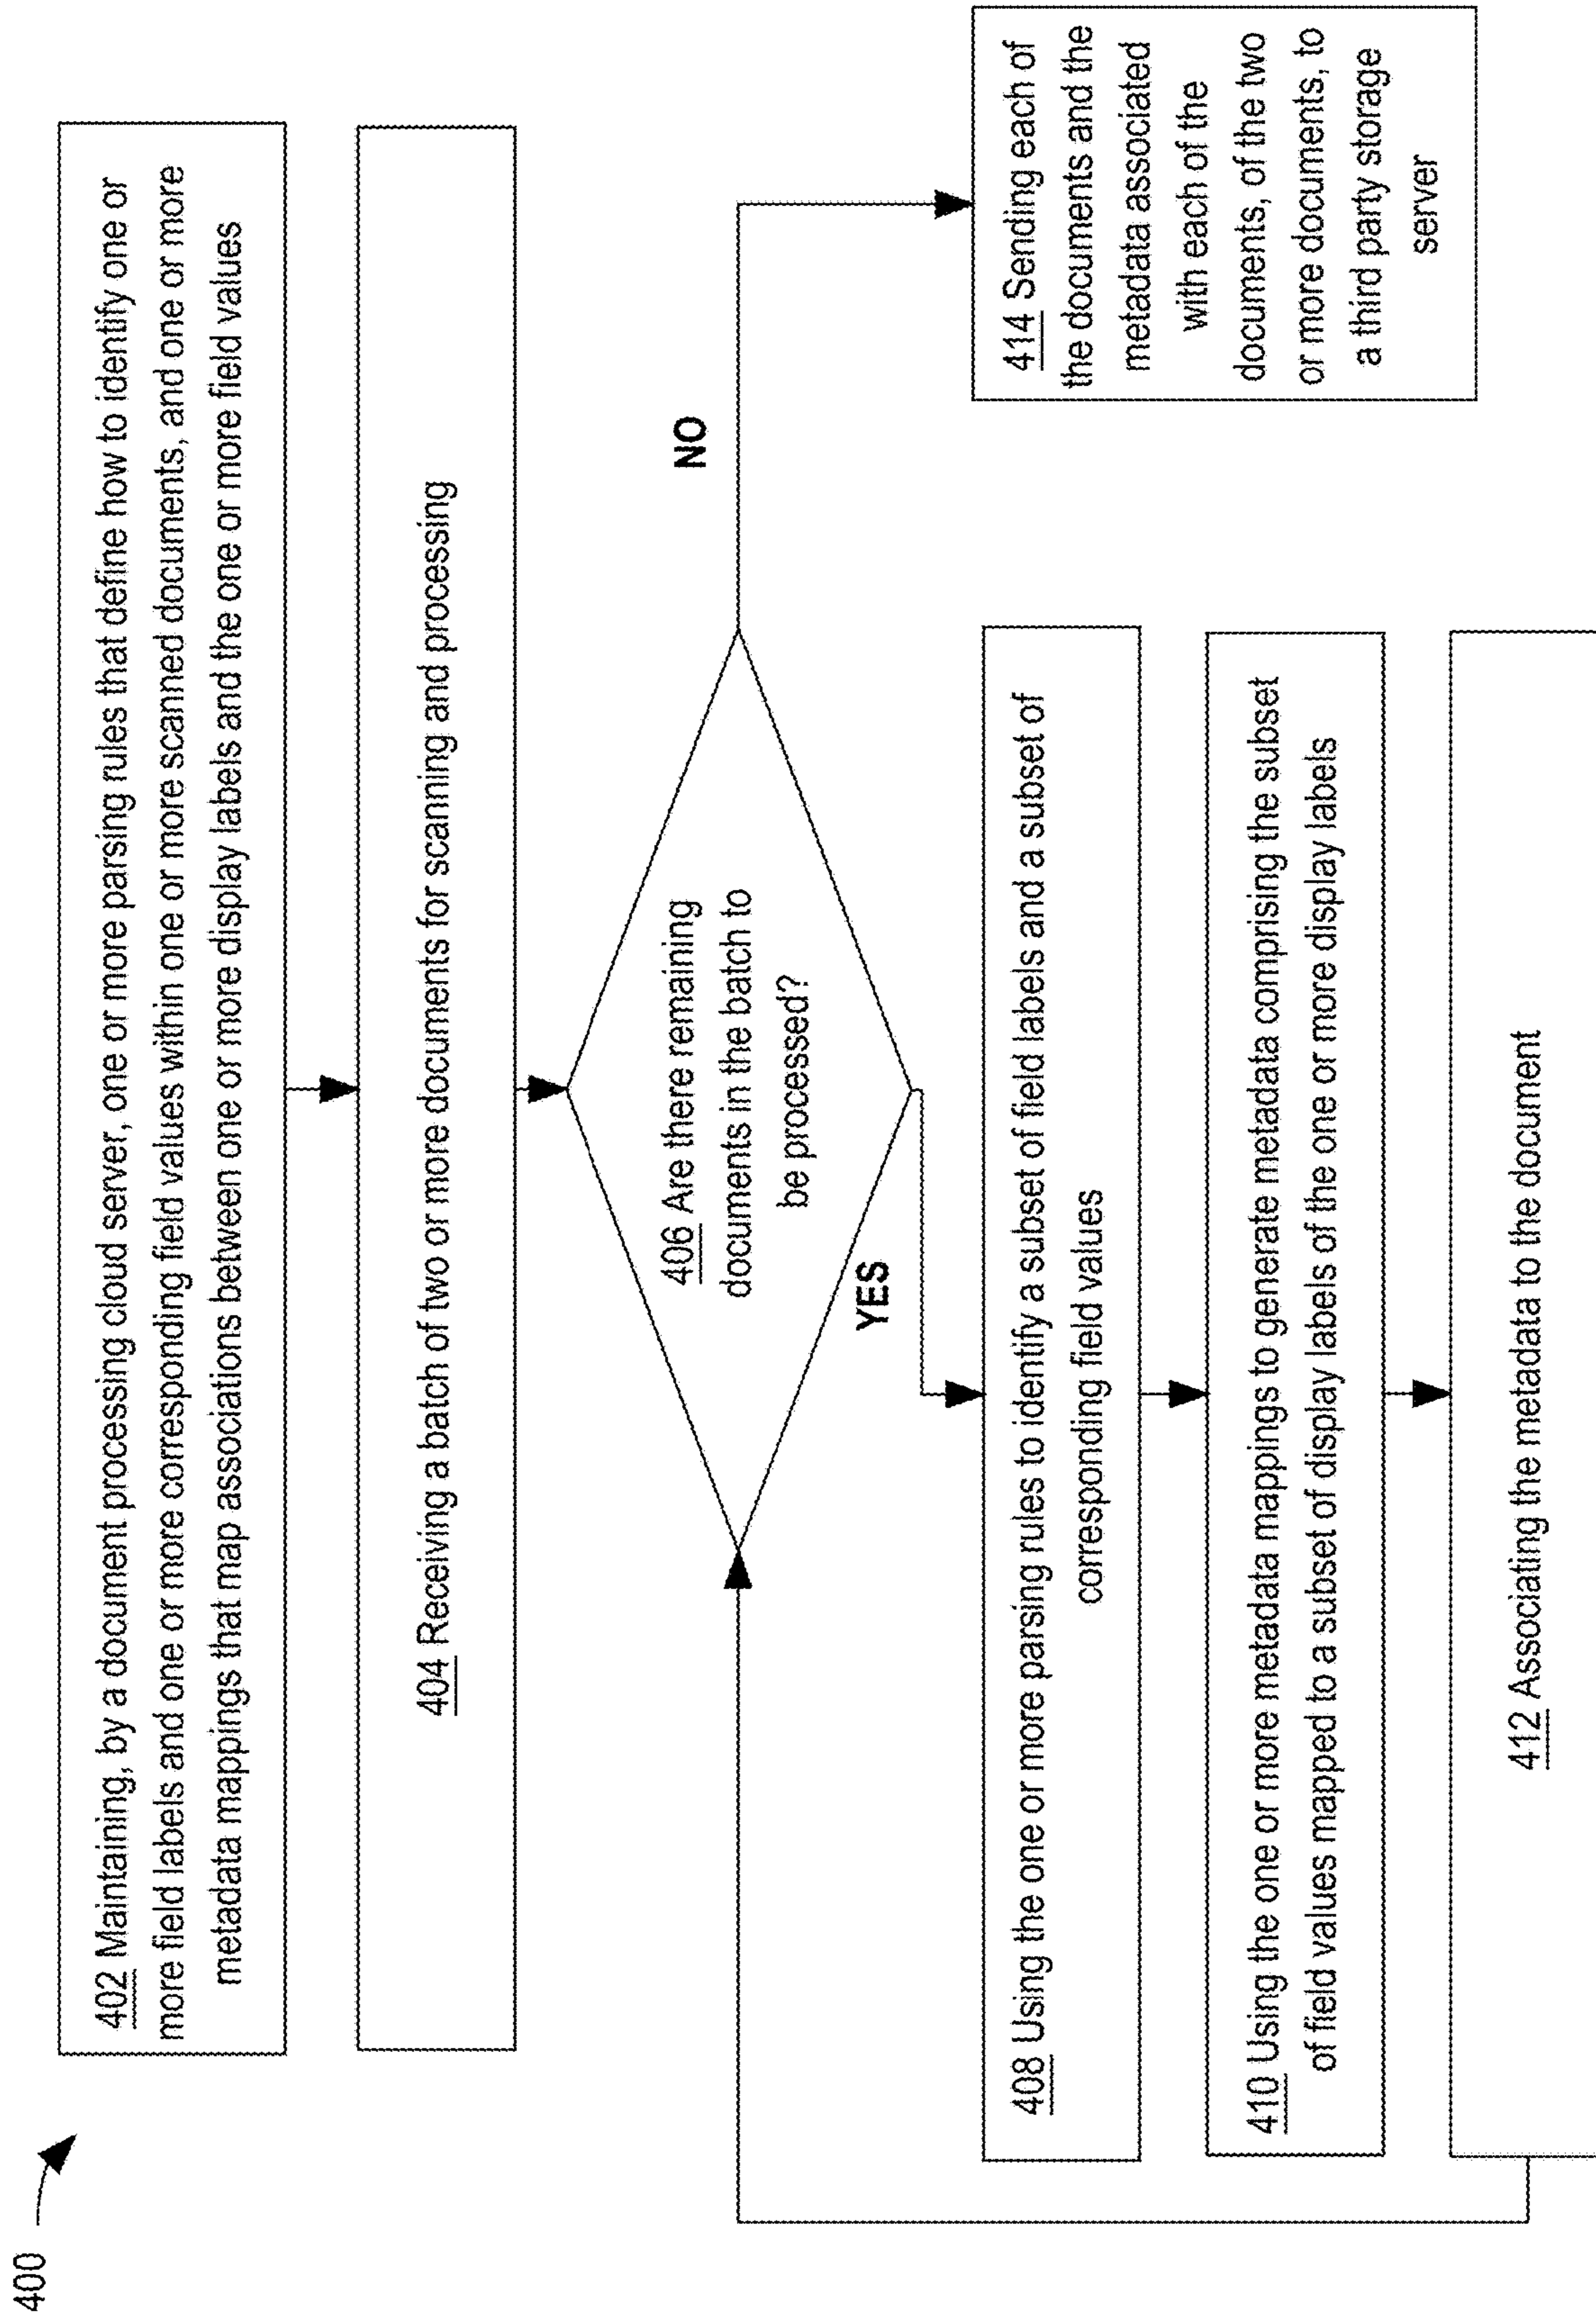 400
402 Maintaining, by a document processing cloud server, one or more parsing rules that define how to identify one or
more field labels and one or more corresponding field values within one or more scanned documents, and one or more
metadata mappings that map associations between one or more display labels and the one or more field values
404 Receiving a batch of two or more documents for scanning and processing
406 Are there remaining
documents in the batch to
be processed?
NO
YES
408 Using the one or more parsing rules to identify a subset of field labels and a subset of
corresponding field values
410 Using the one or more metadata mappings to generate metadata comprising the subset
of field values mapped to a subset of display labels of the one or more display labels
412 Associating the metadata to the document
414 Sending each of
the documents and the
metadata associated
with each of the
documents, of the two
or more documents, to
a third party storage
server